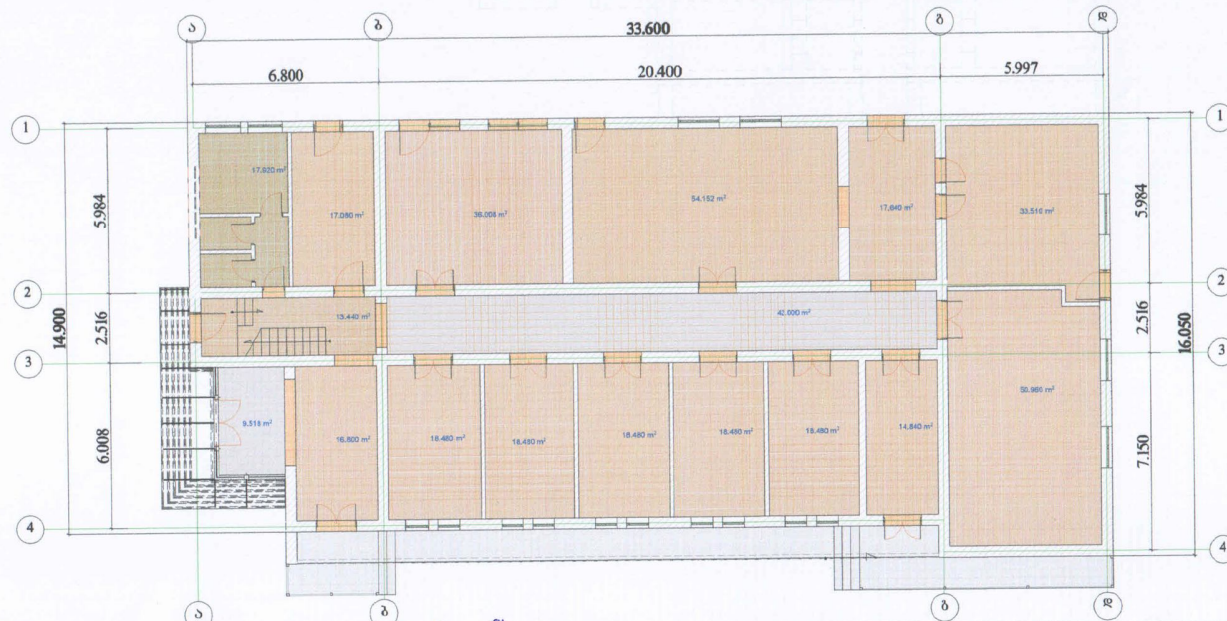 ა ბ გ დ
33.600
6.800 20.400 5.997
1 1
17.920 m²
17.080 m²
36.008 m²
54.162 m²
17.640 m²
33.510 m²
5.984 5.984
2 2
14.900 2.516 2.516 16.050
13.440 m²
42.600 m²
3 3
9.518 m²
16.800 m²
18.480 m²
18.480 m²
18.480 m²
18.480 m²
18.480 m²
14.840 m²
50.960 m²
6.008 7.150
4 4
ა ბ გ დ